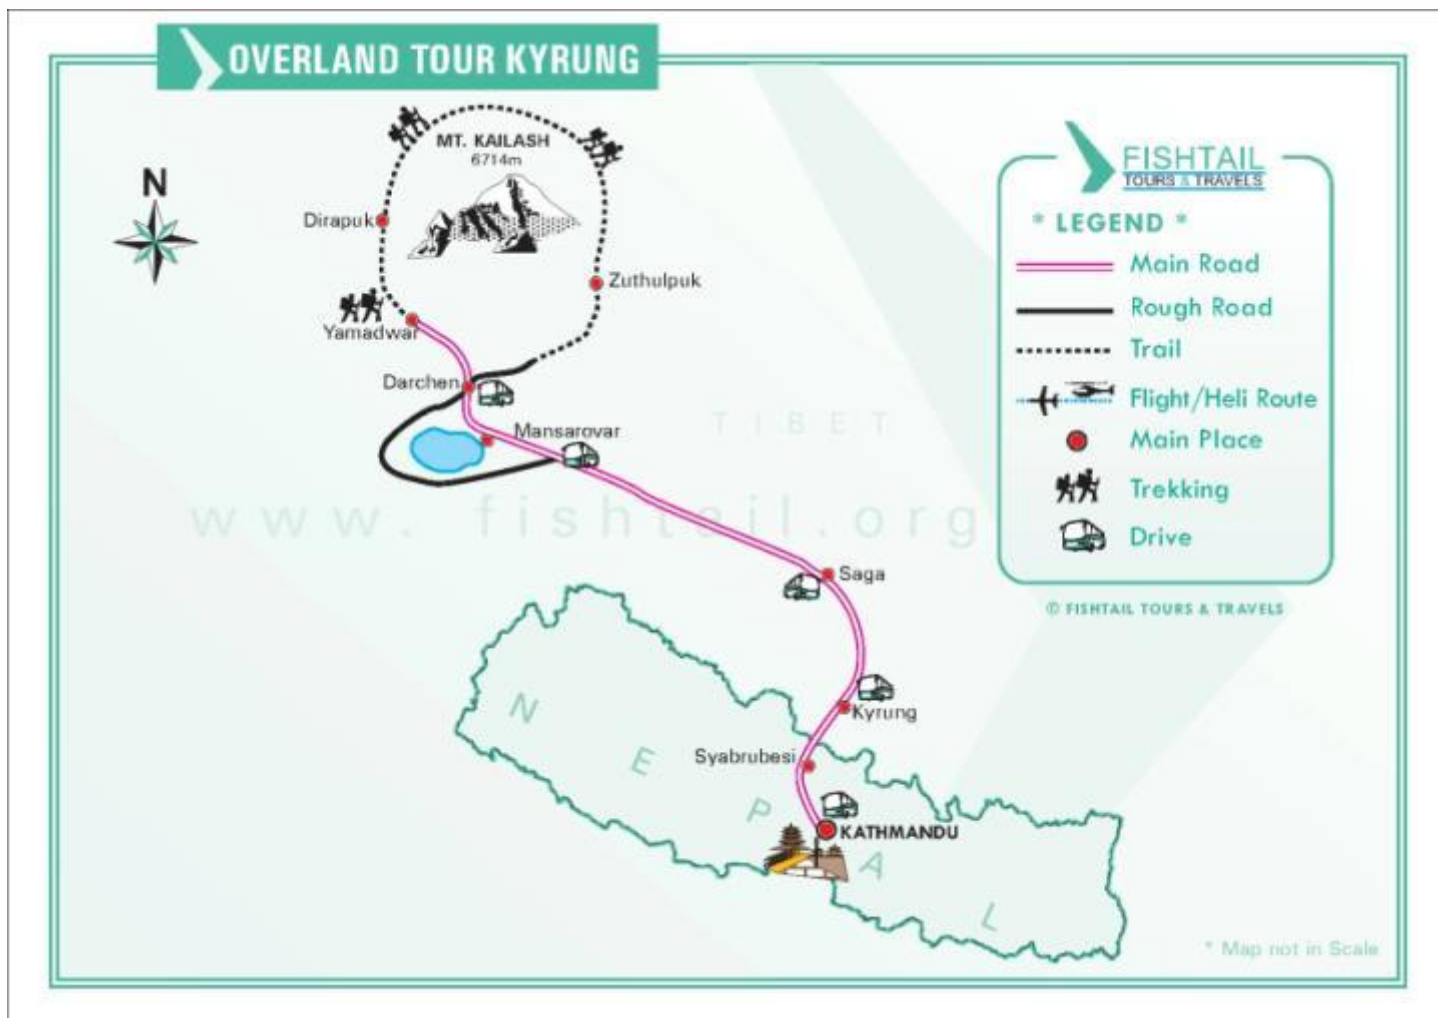 OVERLAND TOUR KYRUNG
N
MT. KAILASH
6714m
Dirapuk
Zuthulpuk
Yamadwar
Darchen
Mansarovar
TIBET
www. fishtail.org
Saga
Kyrung
Syabrubesi
KATHMANDU
NEPAL
FISHTAIL
TOURS & TRAVELS
* LEGEND *
Main Road
Rough Road
Trail
Flight/Heli Route
Main Place
Trekking
Drive
© FISHTAIL TOURS & TRAVELS
* Map not in Scale